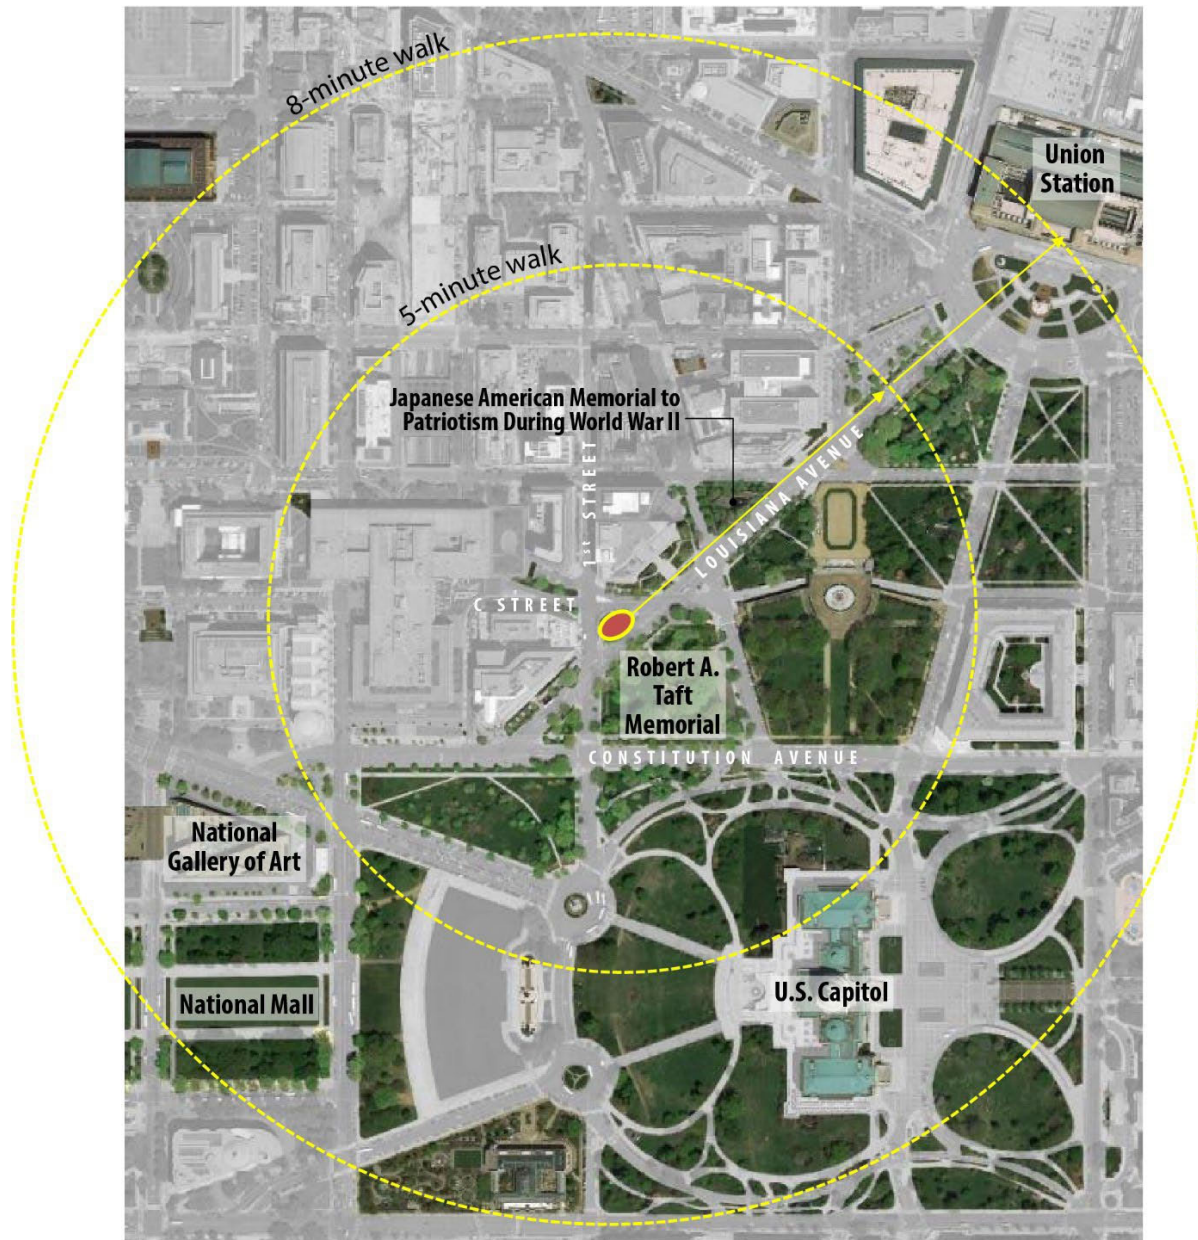 8-minute walk
Union
Station
5-minute walk
Japanese American Memorial to
Patriotism During World War II
1st STREET
LOUISIANA AVENUE
C STREET
Robert A.
Taft
Memorial
CONSTITUTION AVENUE
National
Gallery of Art
National Mall
U.S. Capitol